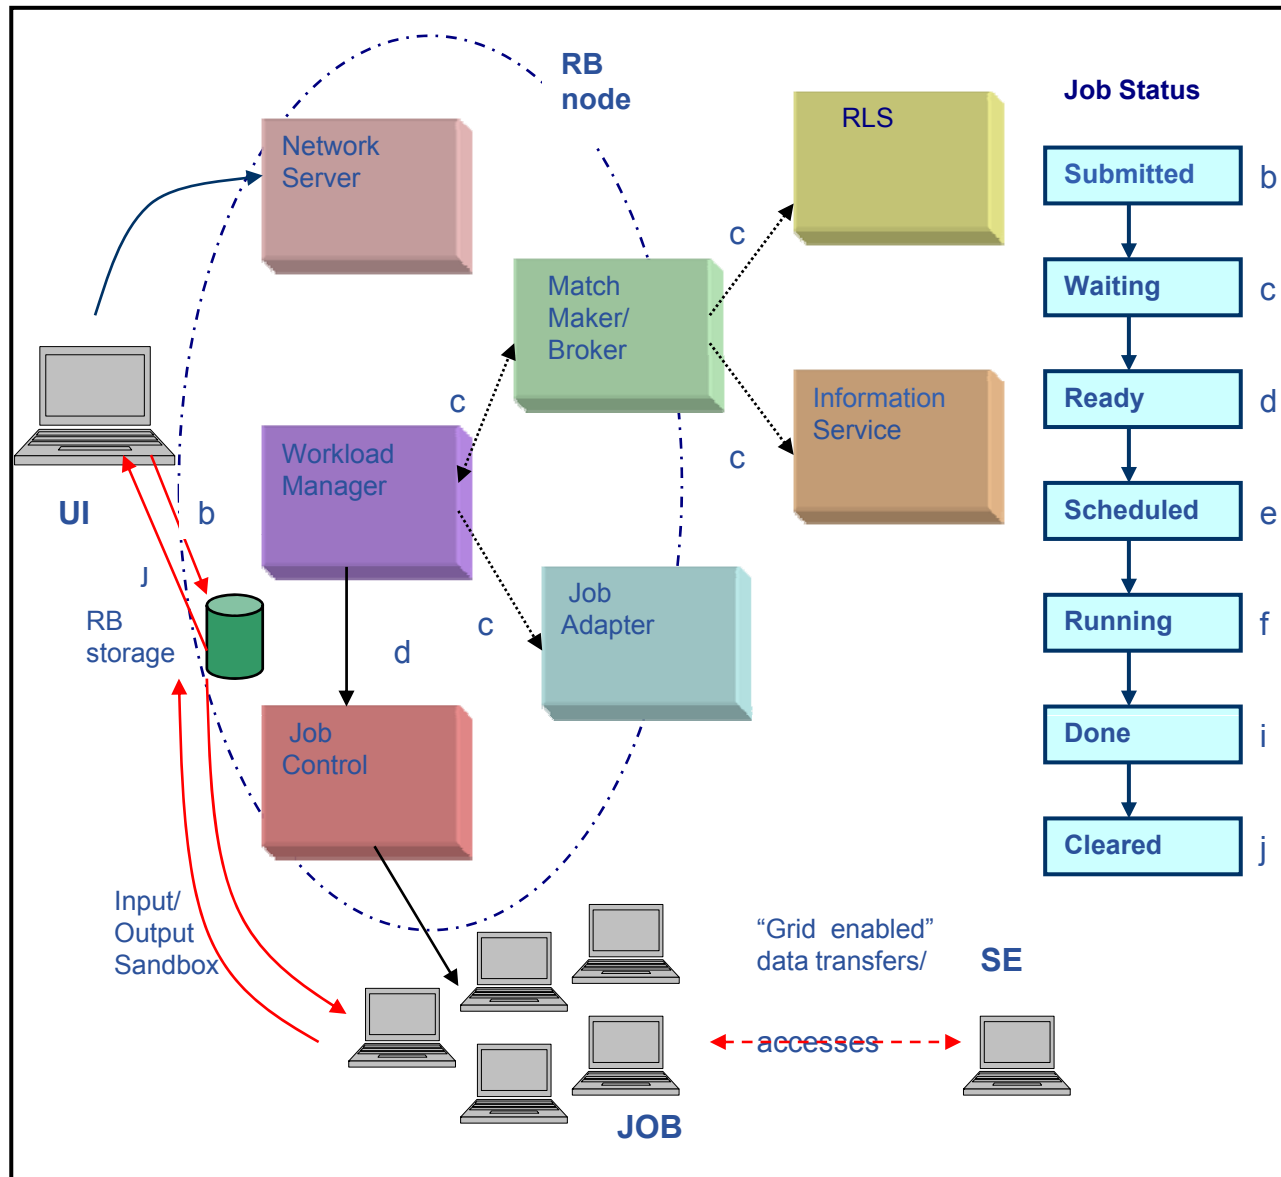 RB
node
Job Status
Network
Server
RLS
Submitted
b
c
Match
Maker/
Broker
Waiting
c
c
Information
Service
Ready
d
Workload
Manager
c
UI
b
Scheduled
e
J
RB
storage
c
Job
Adapter
Running
f
d
Job
Control
Done
i
Cleared
j
Input/
Output
Sandbox
“Grid enabled”
data transfers/
accesses
SE
JOB